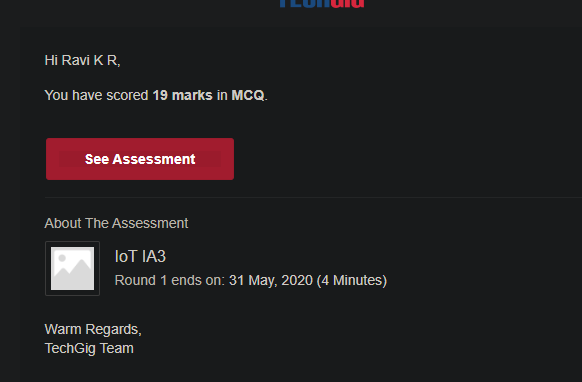 TECHGIG
Hi Ravi K R,
You have scored 19 marks in MCQ.
See Assessment
About The Assessment
IoT IA3
Round 1 ends on: 31 May, 2020 (4 Minutes)
Warm Regards,
TechGig Team